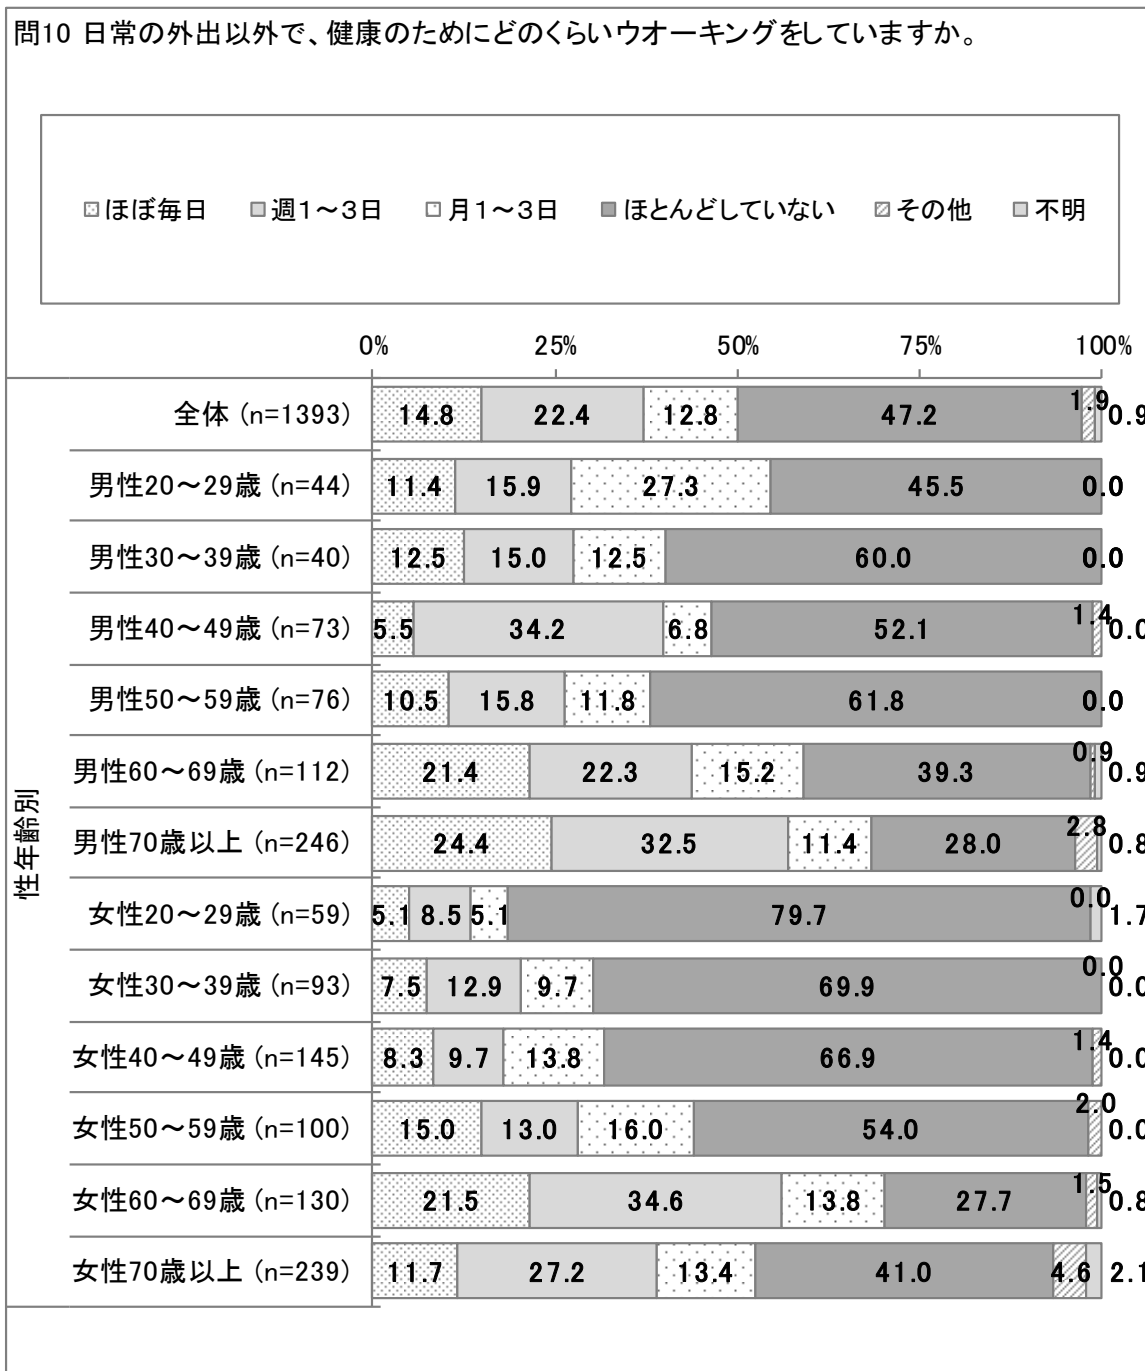 問10 日常の外出以外で、健康のためにどのくらいウオーキングをしていますか。
ほぼ毎日 週1～3日 月1～3日 ほとんどしていない その他 不明
0% 25% 50% 75% 100%
性年齢別
全体 (n=1393) 14.8 22.4 12.8 47.2 1.9 0.9
男性20～29歳 (n=44) 11.4 15.9 27.3 45.5 0.0
男性30～39歳 (n=40) 12.5 15.0 12.5 60.0 0.0
男性40～49歳 (n=73) 5.5 34.2 6.8 52.1 1.4 0.0
男性50～59歳 (n=76) 10.5 15.8 11.8 61.8 0.0
男性60～69歳 (n=112) 21.4 22.3 15.2 39.3 0.9 0.9
男性70歳以上 (n=246) 24.4 32.5 11.4 28.0 2.8 0.8
女性20～29歳 (n=59) 5.1 8.5 5.1 79.7 0.0 1.7
女性30～39歳 (n=93) 7.5 12.9 9.7 69.9 0.0 0.0
女性40～49歳 (n=145) 8.3 9.7 13.8 66.9 1.4 0.0
女性50～59歳 (n=100) 15.0 13.0 16.0 54.0 2.0 0.0
女性60～69歳 (n=130) 21.5 34.6 13.8 27.7 1.5 0.8
女性70歳以上 (n=239) 11.7 27.2 13.4 41.0 4.6 2.1